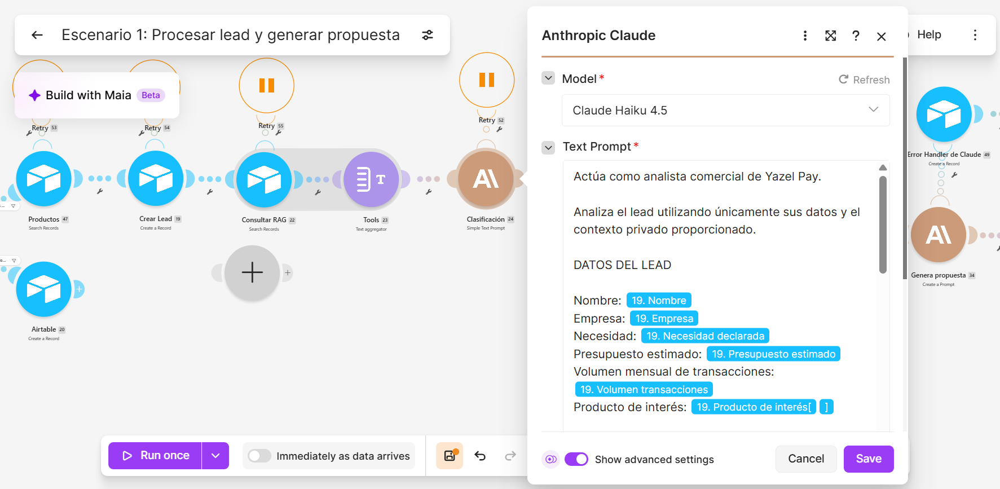 Escenario 1: Procesar lead y generar propuesta
Build with Maia Beta
Help
Retry 53
Retry 54
Retry 55
Retry 52
Productos 47
Search Records
Crear Lead 19
Create a Record
Consultar RAG 22
Search Records
Tools 23
Text aggregator
Clasificación 24
Simple Text Prompt
Airtable 20
Create a Record
Anthropic Claude
Model *
Refresh
Claude Haiku 4.5
Text Prompt *
Actúa como analista comercial de Yazel Pay.
Analiza el lead utilizando únicamente sus datos y el
contexto privado proporcionado.
DATOS DEL LEAD
Nombre: 19. Nombre
Empresa: 19. Empresa
Necesidad: 19. Necesidad declarada
Presupuesto estimado: 19. Presupuesto estimado
Volumen mensual de transacciones:
19. Volumen transacciones
Producto de interés: 19. Producto de interés[ ]
Show advanced settings
Cancel
Save
Error Handler de Claude 49
Create a Record
Genera propuesta 34
Create a Prompt
Run once
Immediately as data arrives